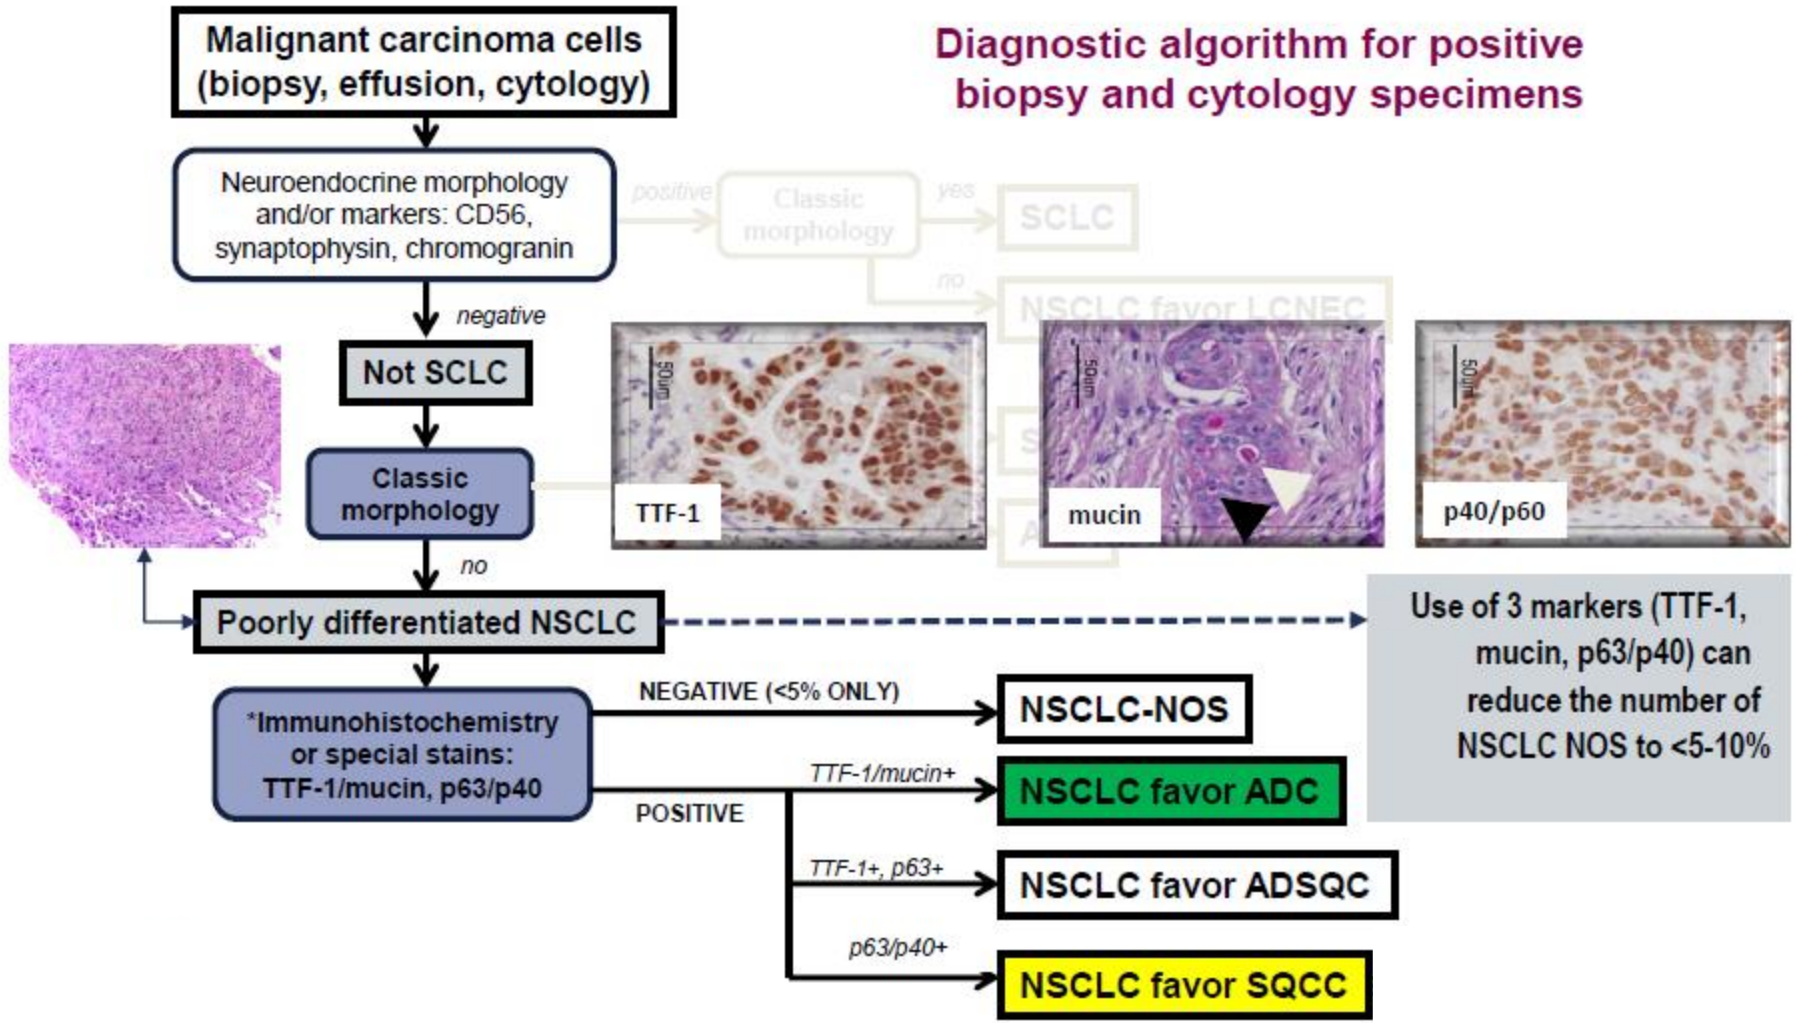 Malignant carcinoma cells
(biopsy, effusion, cytology)
Diagnostic algorithm for positive
biopsy and cytology specimens
Neuroendocrine morphology
and/or markers: CD56,
synaptophysin, chromogranin
positive
Classic
morphology
yes
SCLC
no
NSCLC favor LCNEC
negative
Not SCLC
Classic
morphology
50um
TTF-1
50um
mucin
50um
p40/p60
S
A
no
Poorly differentiated NSCLC
Use of 3 markers (TTF-1,
mucin, p63/p40) can
reduce the number of
NSCLC NOS to <5-10%
*Immunohistochemistry
or special stains:
TTF-1/mucin, p63/p40
NEGATIVE (<5% ONLY)
NSCLC-NOS
POSITIVE
TTF-1/mucin+
NSCLC favor ADC
TTF-1+, p63+
NSCLC favor ADSQC
p63/p40+
NSCLC favor SQCC